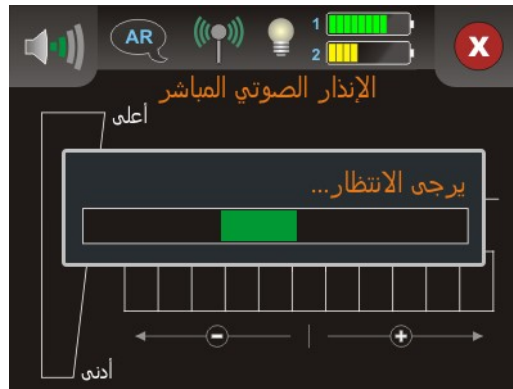 AR
1
2
X
الإنذار الصوتي المباشر
أعلى
يرجى الانتظار...
أدنى